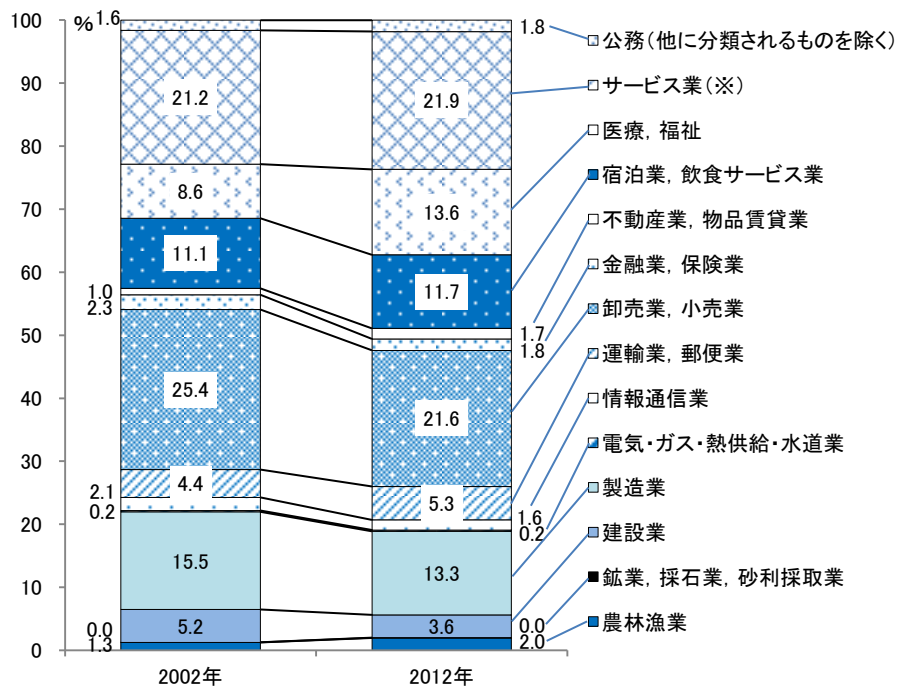 100
90
80
70
60
50
40
30
20
10
0
%
1.6
21.2
8.6
11.1
1.0
2.3
25.4
4.4
2.1
0.2
15.5
0.0
5.2
1.3
2002年
1.8
21.9
13.6
11.7
1.7
1.8
21.6
5.3
1.6
0.2
13.3
0.0
3.6
2.0
2012年
公務(他に分類されるものを除く)
サービス業(※)
医療, 福祉
宿泊業, 飲食サービス業
不動産業, 物品賃貸業
金融業, 保険業
卸売業, 小売業
運輸業, 郵便業
情報通信業
電気・ガス・熱供給・水道業
製造業
建設業
鉱業, 採石業, 砂利採取業
農林漁業